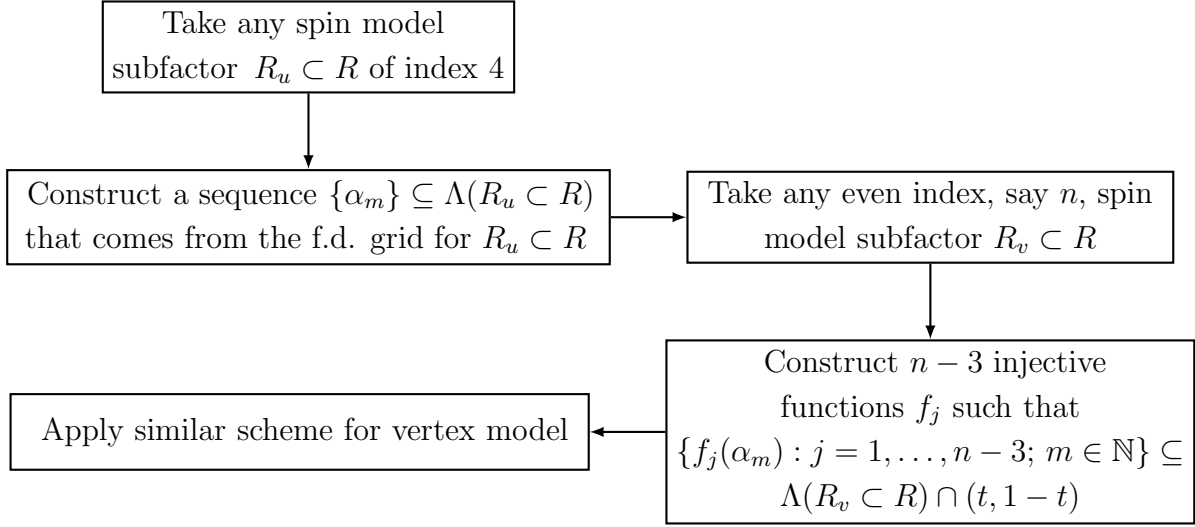 Take any spin model
subfactor $R_u \subset R$ of index 4
Construct a sequence $\{\alpha_m\} \subseteq \Lambda(R_u \subset R)$
that comes from the f.d. grid for $R_u \subset R$
Take any even index, say $n$, spin
model subfactor $R_v \subset R$
Construct $n-3$ injective
functions $f_j$ such that
$\{f_j(\alpha_m) : j = 1, \ldots, n-3;\, m \in \mathbb{N}\} \subseteq$
$\Lambda(R_v \subset R) \cap (t, 1-t)$
Apply similar scheme for vertex model